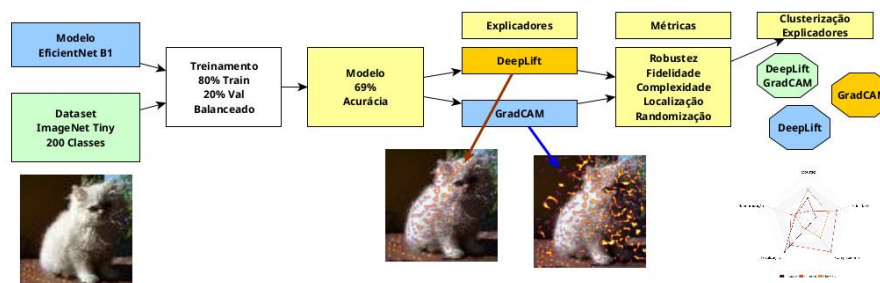 Explicadores
Métricas
Clusterização
Explicadores
Modelo
EficientNet B1
Treinamento
80% Train
20% Val
Balanceado
Modelo
69%
Acurácia
DeepLift
GradCAM
Robustez
Fidelidade
Complexidade
Localização
Randomização
DeepLift
GradCAM
GradCAM
DeepLift
Dataset
ImageNet Tiny
200 Classes